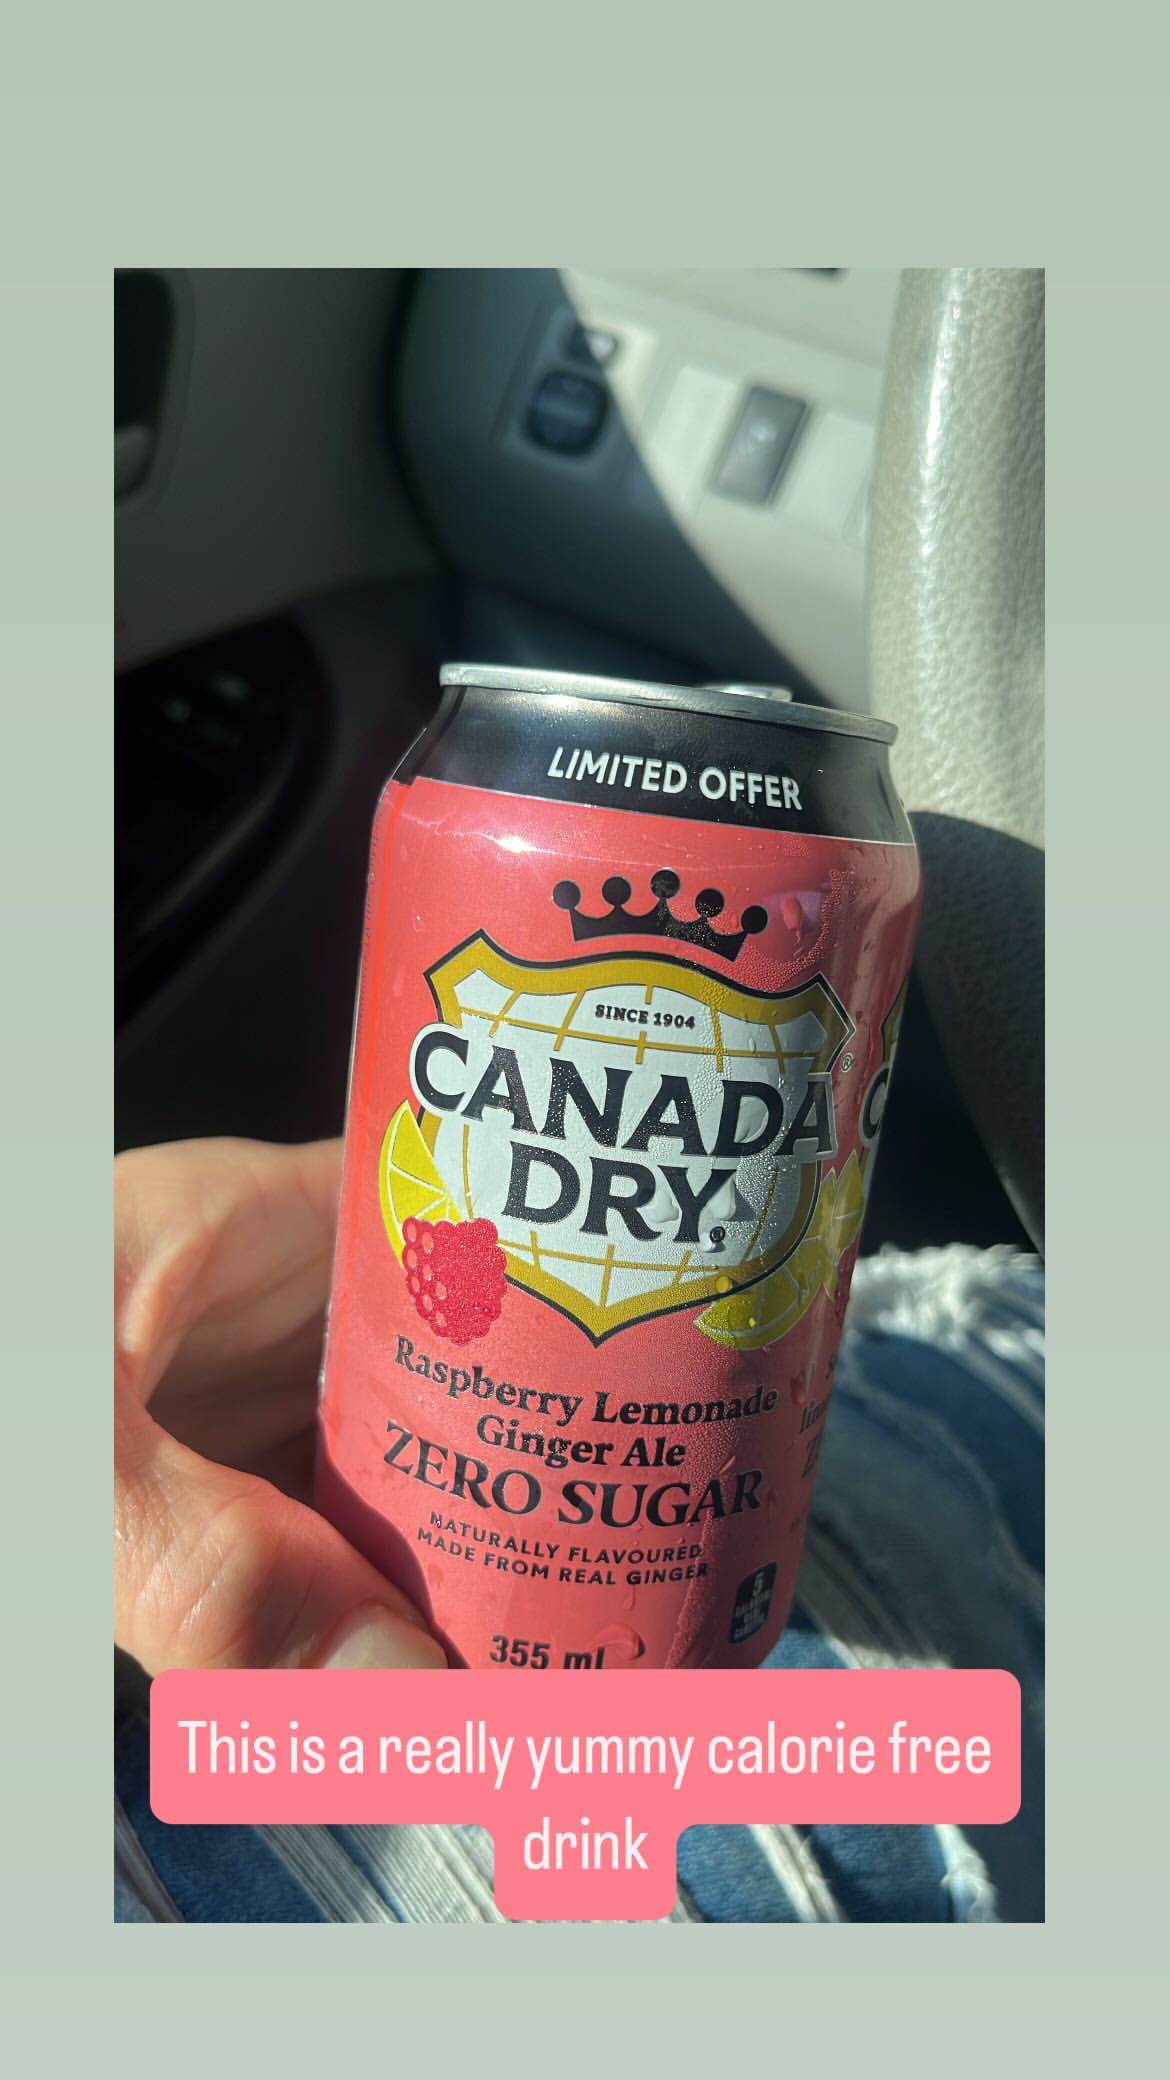 LIMITED OFFER
SINCE 1904
CANADA
DRY®
Raspberry Lemonade
Ginger Ale
ZERO SUGAR
NATURALLY FLAVOURED
MADE FROM REAL GINGER
5
355 ml
This is a really yummy calorie free
drink